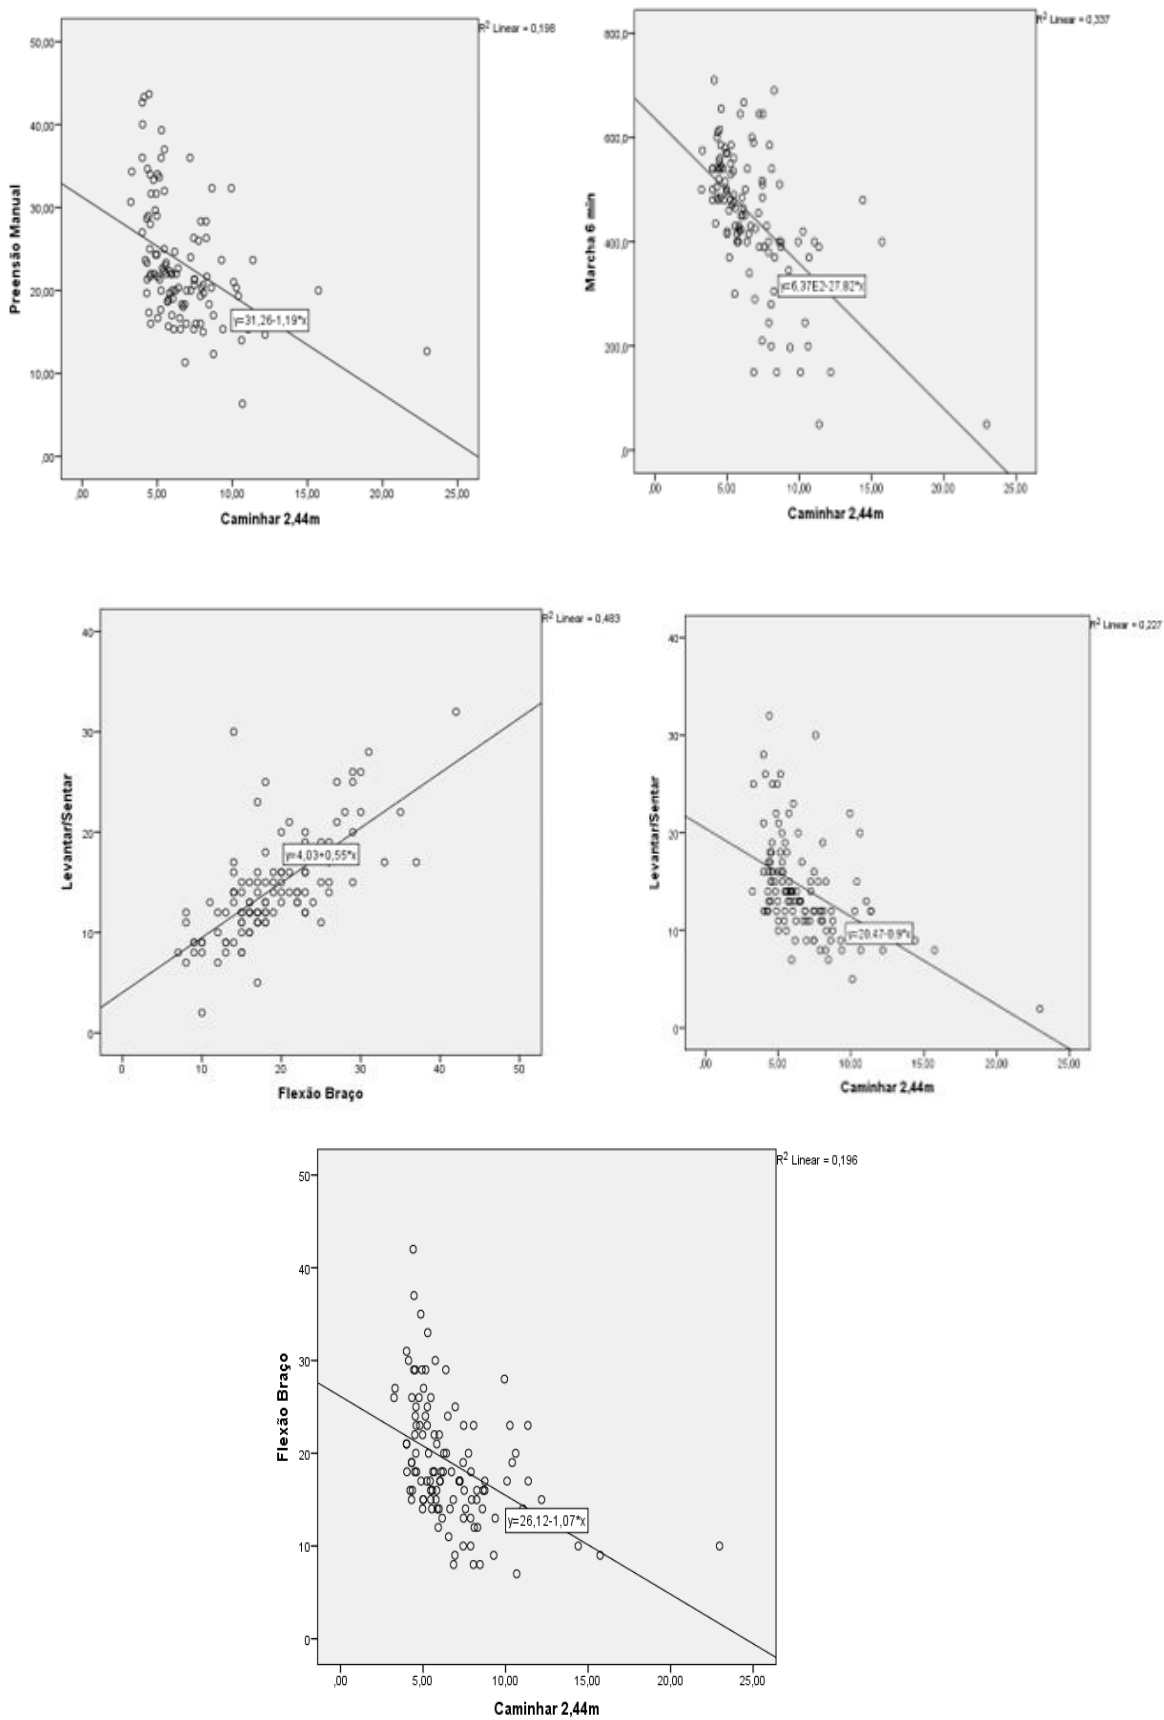 R² Linear = 0,198
50,00
40,00
30,00
20,00
10,00
,00
Preensão Manual
y=31,26-1,19*x
,00 5,00 10,00 15,00 20,00 25,00
Caminhar 2,44m
R² Linear = 0,337
800,0
600,0
400,0
200,0
,0
Marcha 6 min
y=6,37E2-27,82*x
,00 5,00 10,00 15,00 20,00 25,00
Caminhar 2,44m
R² Linear = 0,483
40
30
20
10
0
Levantar/Sentar
y=4,03+0,55*x
0 10 20 30 40 50
Flexão Braço
R² Linear = 0,227
40
30
20
10
0
Levantar/Sentar
y=20,47-0,9*x
,00 5,00 10,00 15,00 20,00 25,00
Caminhar 2,44m
R² Linear = 0,196
50
40
30
20
10
0
Flexão Braço
y=26,12-1,07*x
,00 5,00 10,00 15,00 20,00 25,00
Caminhar 2,44m